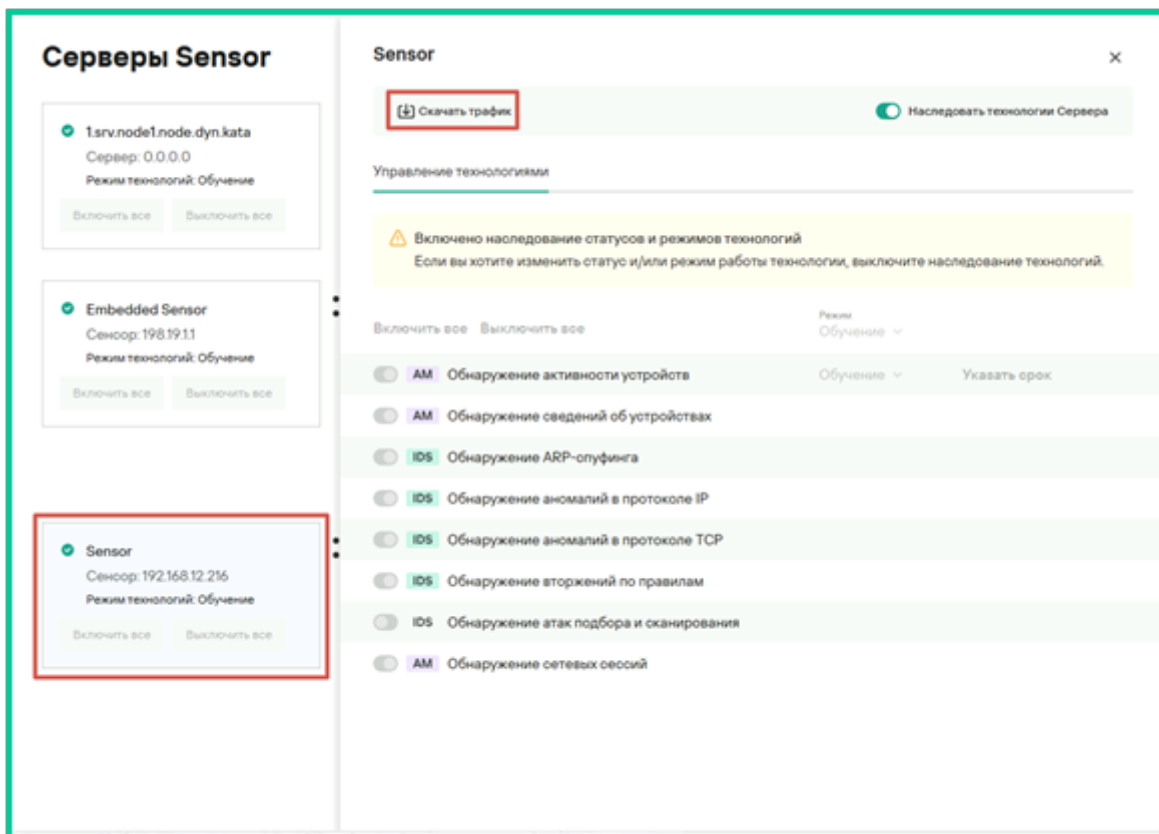 Серверы Sensor
1.srv.node1.node.dyn.kata
Сервер: 0.0.0.0
Режим технологий: Обучение
Включить все Выключить все
Embedded Sensor
Сенсор: 198.19.1.1
Режим технологий: Обучение
Включить все Выключить все
Sensor
Сенсор: 192.168.12.216
Режим технологий: Обучение
Включить все Выключить все
Sensor
Скачать трафик
Наследовать технологии Сервера
Управление технологиями
Включено наследование статусов и режимов технологий
Если вы хотите изменить статус и/или режим работы технологии, выключите наследование технологий.
Включить все Выключить все
Режим
Обучение
AM Обнаружение активности устройств Обучение Указать срок
AM Обнаружение сведений об устройствах
IDS Обнаружение ARP-спуфинга
IDS Обнаружение аномалий в протоколе IP
IDS Обнаружение аномалий в протоколе TCP
IDS Обнаружение вторжений по правилам
IDS Обнаружение атак подбора и сканирования
AM Обнаружение сетевых сессий